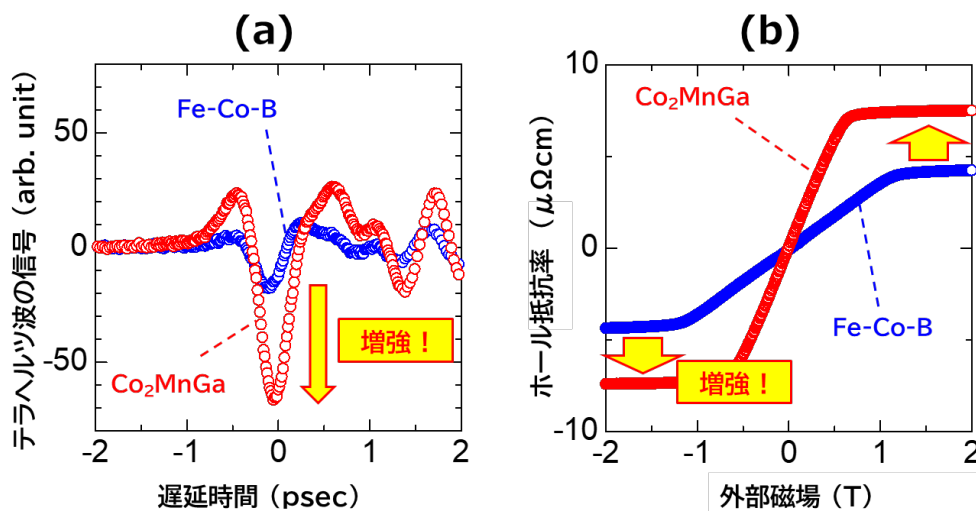 (a)
テラヘルツ波の信号 (arb. unit)
50
0
-50
Fe-Co-B
Co₂MnGa
増強！
-2
-1
0
1
2
遅延時間 (psec)
(b)
ホール抵抗率 (μΩcm)
10
0
-10
Co₂MnGa
Fe-Co-B
増強！
-2
-1
0
1
2
外部磁場 (T)